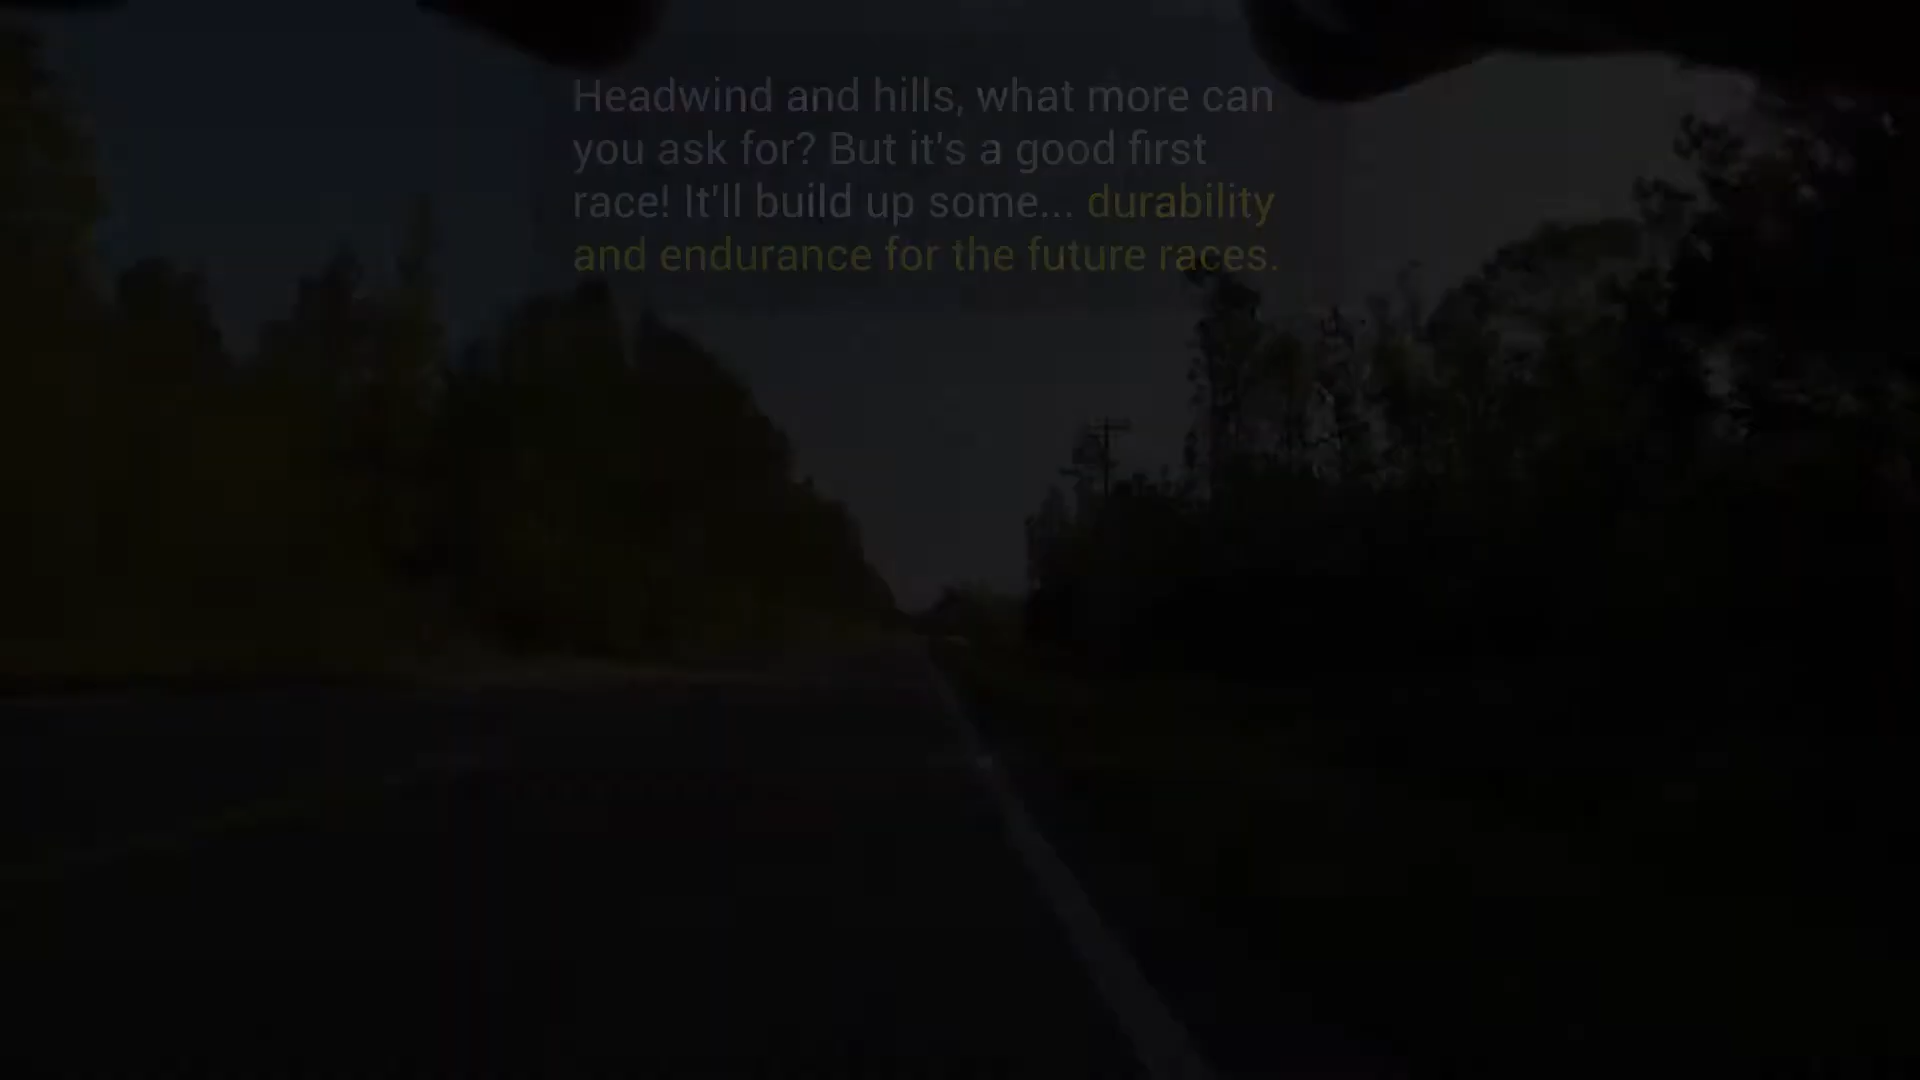 Headwind and hills, what more can
you ask for? But it's a good first
race! It'll build up some... durability
and endurance for the future races.